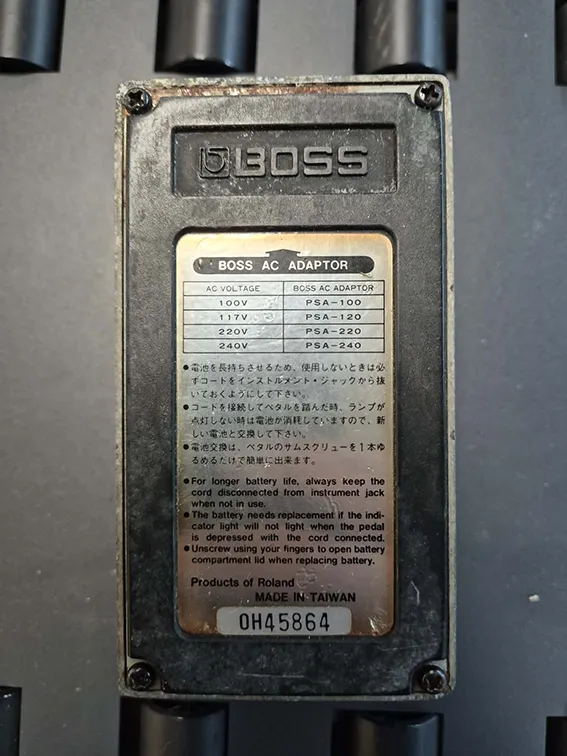 BOSS
BOSS AC ADAPTOR
AC VOLTAGE BOSS AC ADAPTOR
100V PSA-100
117V PSA-120
220V PSA-220
240V PSA-240
●電池を長持ちさせるため、使用しないときは必
ずコードをインストルメント・ジャックから抜
いておくようにして下さい。
●コードを接続してペタルを踏んだ時、ランプが
点灯しない時は電池が消耗していますので、新
しい電池と交換して下さい。
●電池交換は、ペタルのサムスクリューを1本ゆ
るめるだけで簡単に出来ます。
●For longer battery life, always keep the
cord disconnected from instrument jack
when not in use.
●The battery needs replacement if the indi-
cator light will not light when the pedal
is depressed with the cord connected.
●Unscrew using your fingers to open battery
compartment lid when replacing battery.
Products of Roland
MADE IN TAIWAN
0H45864